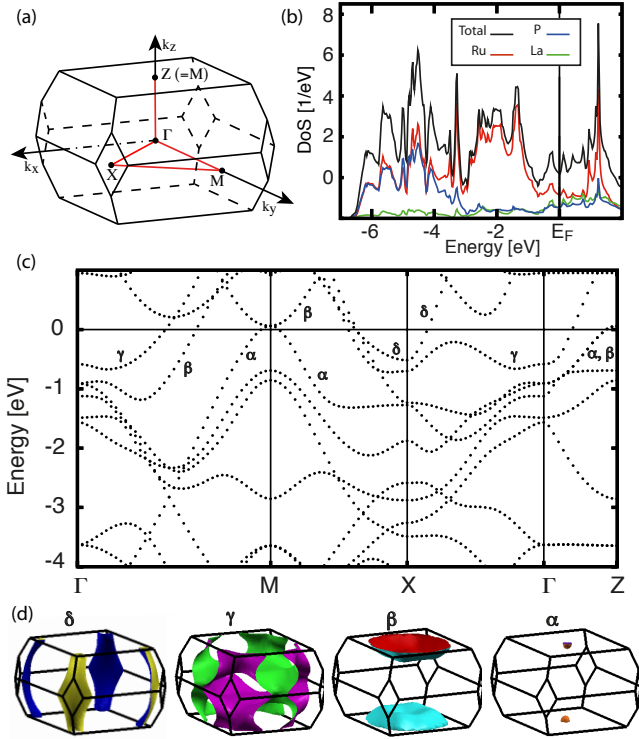 (a)
k_z
Z (=M)
Γ
X
M
k_x
k_y
(b)
DoS [1/eV]
8
6
4
2
0
Total
P
Ru
La
-6
-4
-2
E_F
Energy [eV]
(c)
Energy [eV]
0
-1
-2
-3
-4
γ
β
α
β
α
δ
δ
γ
α, β
Γ
M
X
Γ
Z
(d)
δ
γ
β
α